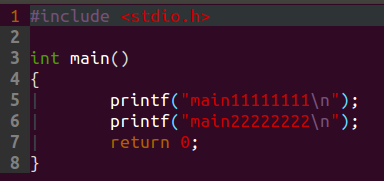 1 #include <stdio.h>
2
3 int main()
4 {
5 |       printf("main11111111\n");
6 |       printf("main22222222\n");
7 |       return 0;
8 }